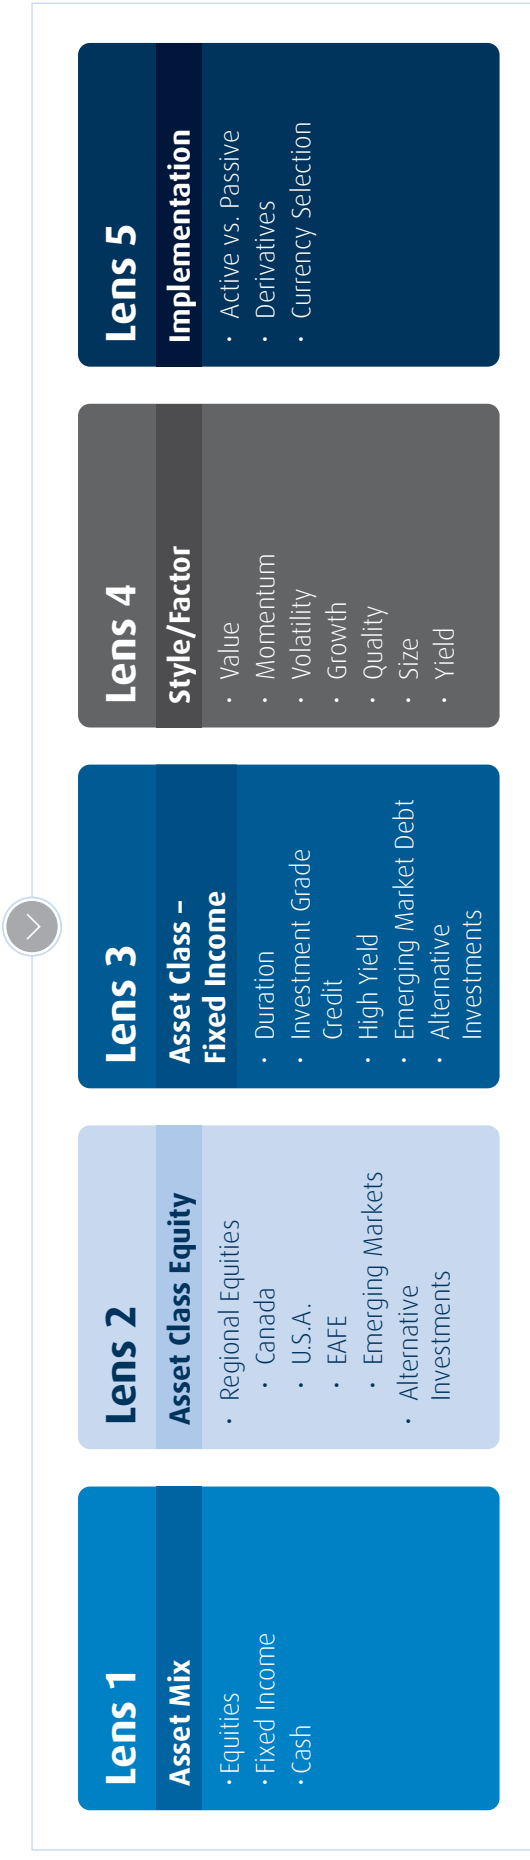 Lens 1
Asset Mix
· Equities
· Fixed Income
· Cash
Lens 2
Asset Class Equity
· Regional Equities
· Canada
· U.S.A.
· EAFE
· Emerging Markets
· Alternative
Investments
Lens 3
Asset Class –
Fixed Income
· Duration
· Investment Grade
Credit
· High Yield
· Emerging Market Debt
· Alternative
Investments
Lens 4
Style/Factor
· Value
· Momentum
· Volatility
· Growth
· Quality
· Size
· Yield
Lens 5
Implementation
· Active vs. Passive
· Derivatives
· Currency Selection